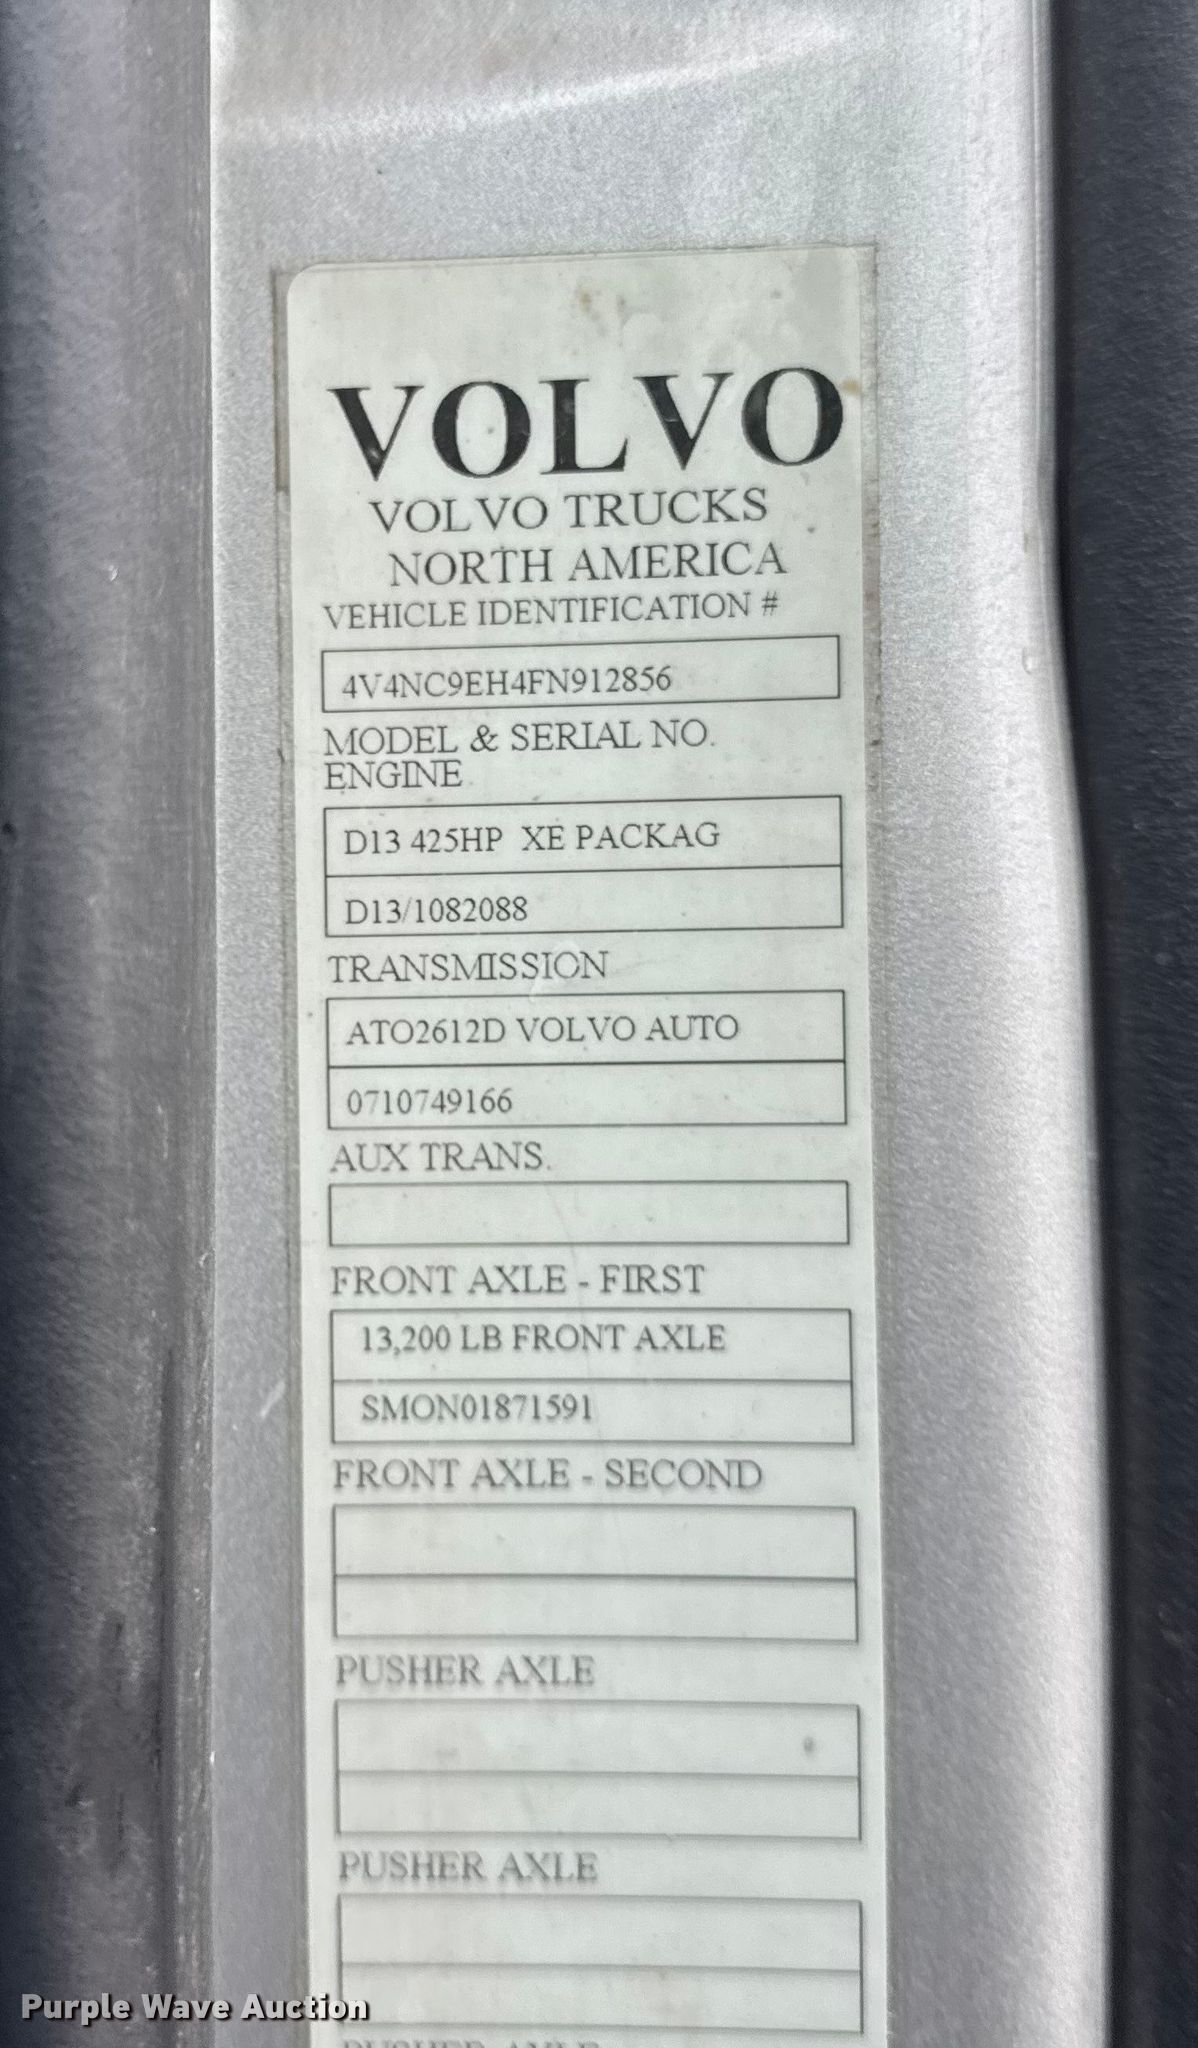 VOLVO
VOLVO TRUCKS
NORTH AMERICA
VEHICLE IDENTIFICATION #
4V4NC9EH4FN912856
MODEL & SERIAL NO.
ENGINE
D13 425HP XE PACKAG
D13/1082088
TRANSMISSION
ATO2612D VOLVO AUTO
0710749166
AUX TRANS.
FRONT AXLE - FIRST
13,200 LB FRONT AXLE
SMON01871591
FRONT AXLE - SECOND
PUSHER AXLE
PUSHER AXLE
PUSHER AXLE
Purple Wave Auction